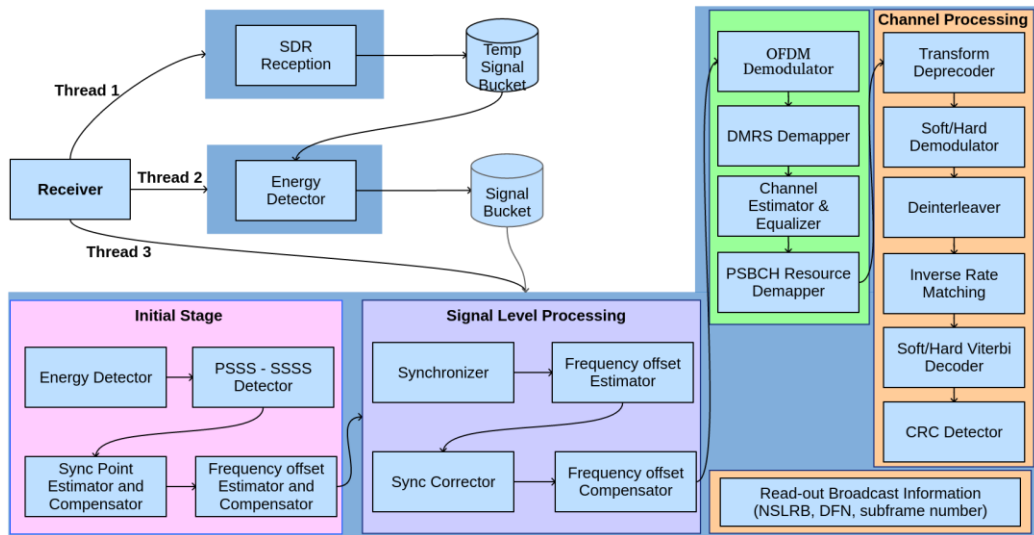 SDR
Reception
Temp
Signal
Bucket
Thread 1
Receiver
Thread 2
Energy
Detector
Signal
Bucket
Thread 3
Initial Stage
Energy Detector
PSSS - SSSS
Detector
Sync Point
Estimator and
Compensator
Frequency offset
Estimator and
Compensator
Signal Level Processing
Synchronizer
Frequency offset
Estimator
Sync Corrector
Frequency offset
Compensator
OFDM
Demodulator
DMRS Demapper
Channel
Estimator &
Equalizer
PSBCH Resource
Demapper
Channel Processing
Transform
Deprecoder
Soft/Hard
Demodulator
Deinterleaver
Inverse Rate
Matching
Soft/Hard Viterbi
Decoder
CRC Detector
Read-out Broadcast Information
(NSLRB, DFN, subframe number)